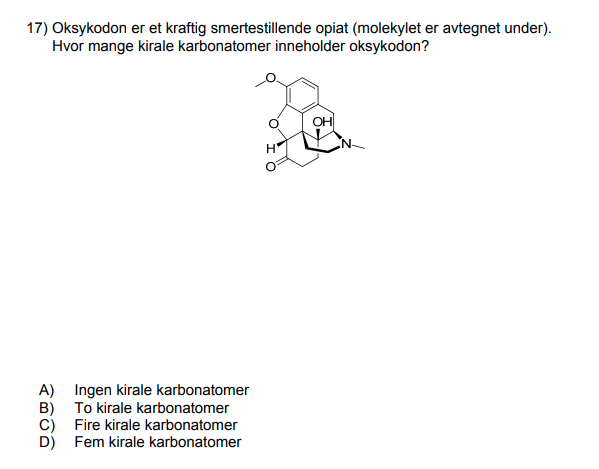 17) Oksykodon er et kraftig smertestillende opiat (molekylet er avtegnet under).
Hvor mange kirale karbonatomer inneholder oksykodon?
O
O
OH
H
N
O
A) Ingen kirale karbonatomer
B) To kirale karbonatomer
C) Fire kirale karbonatomer
D) Fem kirale karbonatomer